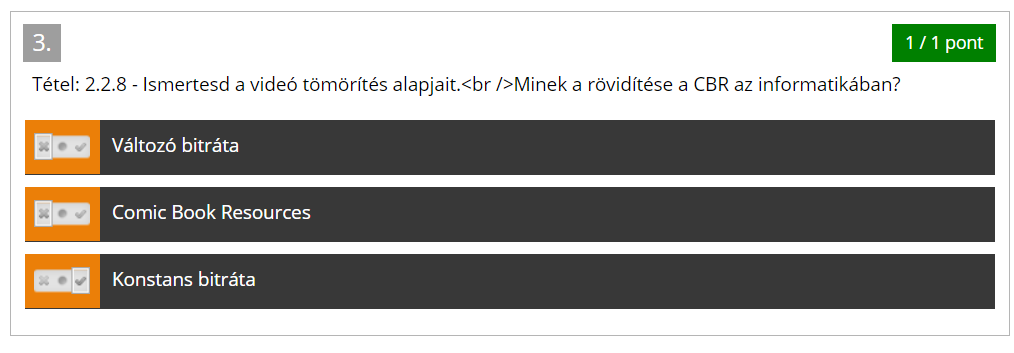 3.
1 / 1 pont
Tétel: 2.2.8 - Ismertesd a videó tömörítés alapjait.<br />Minek a rövidítése a CBR az informatikában?
Változó bitráta
Comic Book Resources
Konstans bitráta